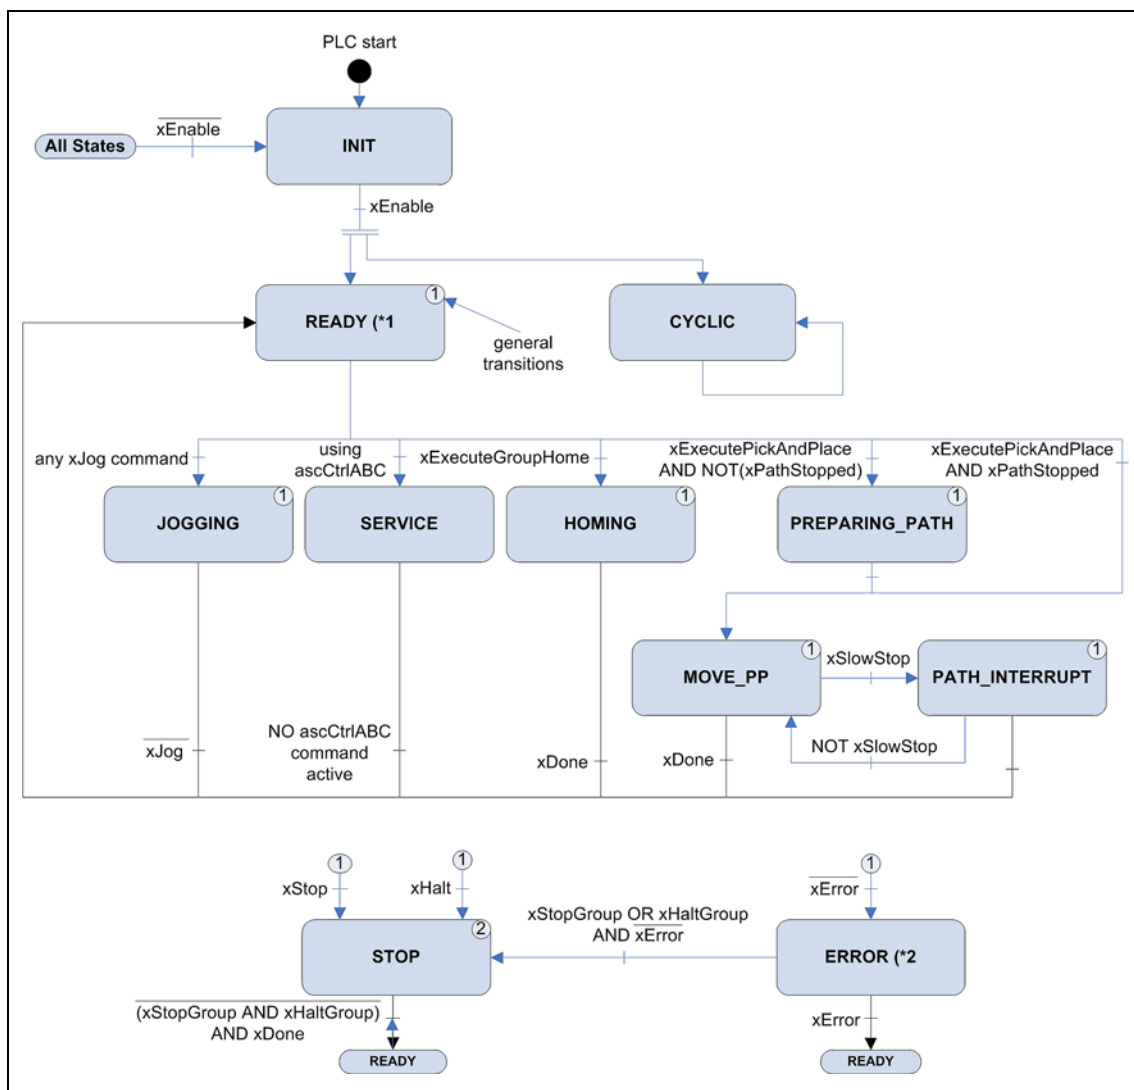 PLC start
xEnable
All States
INIT
xEnable
1
READY (*1
CYCLIC
general
transitions
any xJog command
using
ascCtrlABC
xExecuteGroupHome
xExecutePickAndPlace
AND NOT(xPathStopped)
xExecutePickAndPlace
AND xPathStopped
1
JOGGING
SERVICE
1
HOMING
1
PREPARING_PATH
1
MOVE_PP
xSlowStop
1
PATH_INTERRUPT
NOT xSlowStop
xJog
NO ascCtrlABC
command
active
xDone
xDone
1
xStop
1
xHalt
1
xError
2
STOP
xStopGroup OR xHaltGroup
AND xError
ERROR (*2
(xStopGroup AND xHaltGroup)
AND xDone
READY
xError
READY